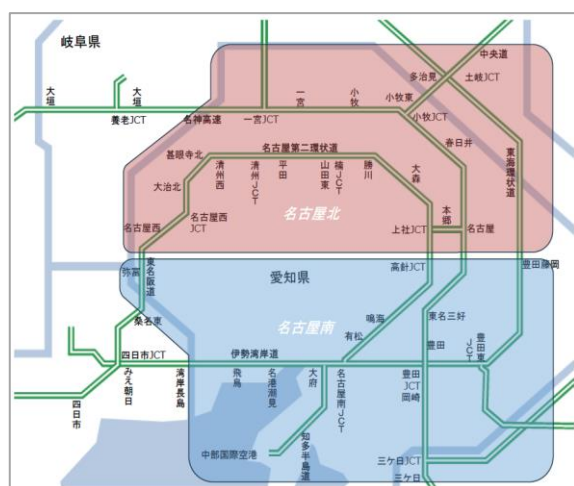 岐阜県
中央道
多治見
土岐JCT
大垣
大垣
一宮
小牧
小牧東
養老JCT
名神高速
一宮JCT
小牧JCT
春日井
名古屋第二環状道
甚眼寺北
清州西
清州JCT
平田
山田東
楠JCT
勝川
大森
東海環状道
大治北
名古屋西JCT
名古屋北
本郷
名古屋西
上社JCT
名古屋
東名阪道
弥富
愛知県
高針JCT
豊田藤岡
名古屋南
鳴海
東名三好
桑名東
有松
豊田
豊田東JCT
四日市JCT
伊勢湾岸道
みえ朝日
湾岸長島
飛鳥
名港潮見
大府
名古屋南JCT
豊田JCT
岡崎
四日市
中部国際空港
知多半島道
三ケ日JCT
三ケ日